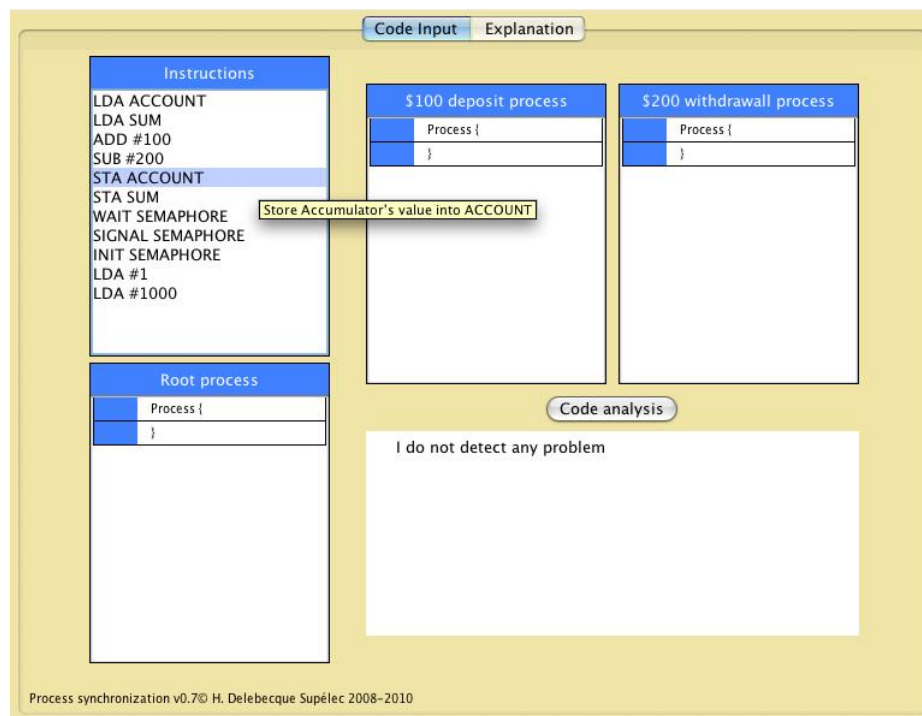 Code Input
Explanation
Instructions
LDA ACCOUNT
LDA SUM
ADD #100
SUB #200
STA ACCOUNT
STA SUM
WAIT SEMAPHORE
SIGNAL SEMAPHORE
INIT SEMAPHORE
LDA #1
LDA #1000
Store Accumulator's value into ACCOUNT
$100 deposit process
Process {
}
$200 withdrawall process
Process {
}
Root process
Process {
}
Code analysis
I do not detect any problem
Process synchronization v0.7© H. Delebecque Supélec 2008-2010